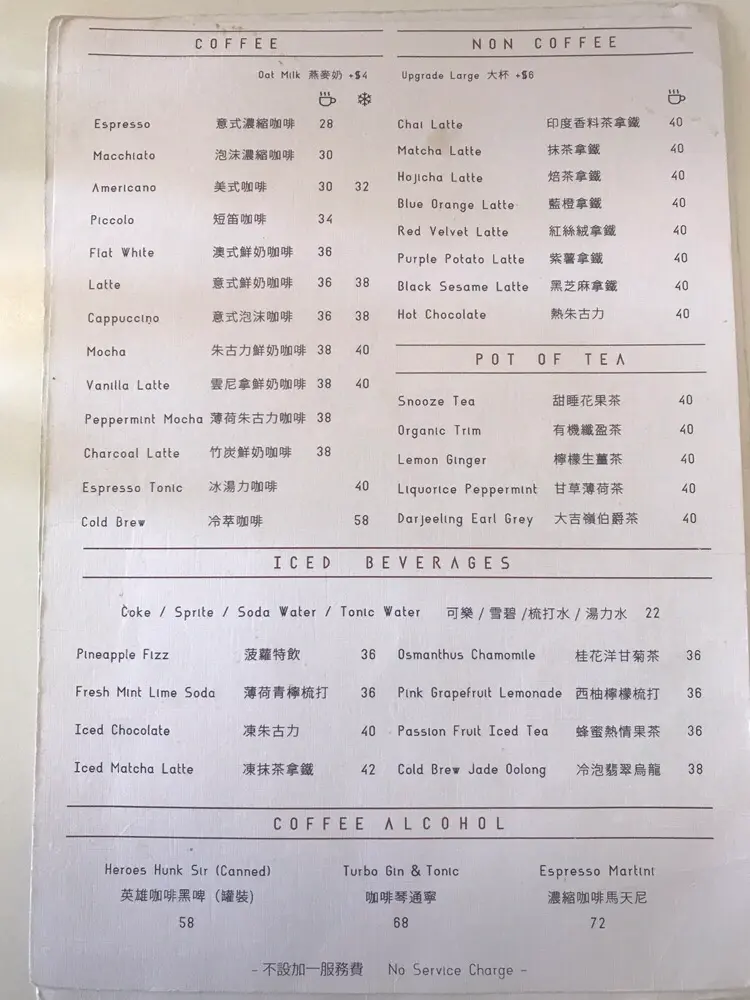 COFFEE
Oat Milk 燕麥奶 +$4
Espresso 意式濃縮咖啡 28
Macchiato 泡沫濃縮咖啡 30
Americano 美式咖啡 30 32
Piccolo 短笛咖啡 34
Flat White 澳式鮮奶咖啡 36
Latte 意式鮮奶咖啡 36 38
Cappuccino 意式泡沫咖啡 36 38
Mocha 朱古力鮮奶咖啡 38 40
Vanilla Latte 雲尼拿鮮奶咖啡 38 40
Peppermint Mocha 薄荷朱古力咖啡 38
Charcoal Latte 竹炭鮮奶咖啡 38
Espresso Tonic 冰湯力咖啡 40
Cold Brew 冷萃咖啡 58
NON COFFEE
Upgrade Large 大杯 +$6
Chai Latte 印度香料茶拿鐵 40
Matcha Latte 抹茶拿鐵 40
Hojicha Latte 焙茶拿鐵 40
Blue Orange Latte 藍橙拿鐵 40
Red Velvet Latte 紅絲絨拿鐵 40
Purple Potato Latte 紫薯拿鐵 40
Black Sesame Latte 黑芝麻拿鐵 40
Hot Chocolate 熱朱古力 40
POT OF TEA
Snooze Tea 甜睡花果茶 40
Organic Trim 有機纖盈茶 40
Lemon Ginger 檸檬生薑茶 40
Liquorice Peppermint 甘草薄荷茶 40
Darjeeling Earl Grey 大吉嶺伯爵茶 40
ICED BEVERAGES
Coke / Sprite / Soda Water / Tonic Water 可樂 / 雪碧 /梳打水 / 湯力水 22
Pineapple Fizz 菠蘿特飲 36
Fresh Mint Lime Soda 薄荷青檸梳打 36
Iced Chocolate 凍朱古力 40
Iced Matcha Latte 凍抹茶拿鐵 42
Osmanthus Chamomile 桂花洋甘菊茶 36
Pink Grapefruit Lemonade 西柚檸檬梳打 36
Passion Fruit Iced Tea 蜂蜜熱情果茶 36
Cold Brew Jade Oolong 冷泡翡翠烏龍 38
COFFEE ALCOHOL
Heroes Hunk Sir (Canned)
英雄咖啡黑啤（罐裝）
58
Turbo Gin & Tonic
咖啡琴通寧
68
Espresso Martini
濃縮咖啡馬天尼
72
- 不設加一服務費 No Service Charge -